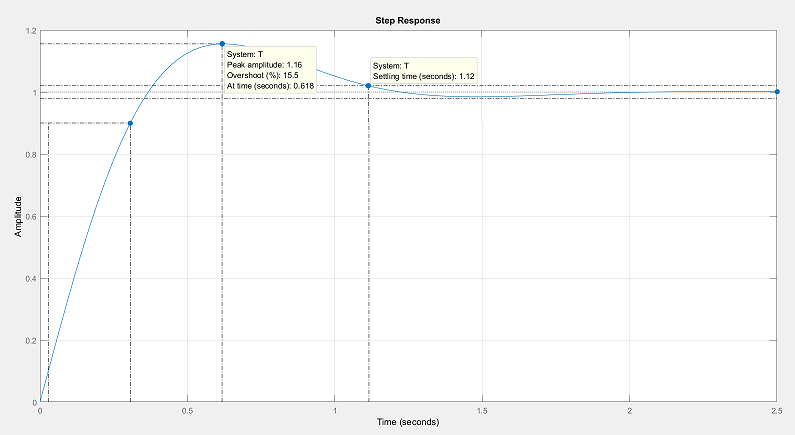 Step Response
1.2
1
0.8
0.6
0.4
0.2
0
Amplitude
System: T
Peak amplitude: 1.16
Overshoot (%): 15.5
At time (seconds): 0.618
System: T
Settling time (seconds): 1.12
0
0.5
1
1.5
2
2.5
Time (seconds)